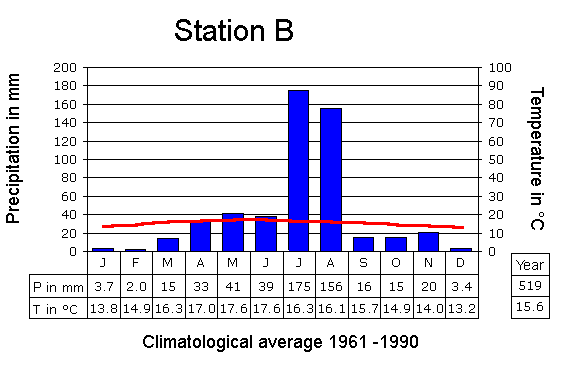 Station B
Precipitation in mm
Temperature in °C
200 100
180 90
160 80
140 70
120 60
100 50
80 40
60 30
40 20
20 10
0 0
J F M A M J J A S O N D Year
P in mm 3.7 2.0 15 33 41 39 175 156 16 15 20 3.4 519
T in °C 13.8 14.9 16.3 17.0 17.6 17.6 16.3 16.1 15.7 14.9 14.0 13.2 15.6
Climatological average 1961 -1990